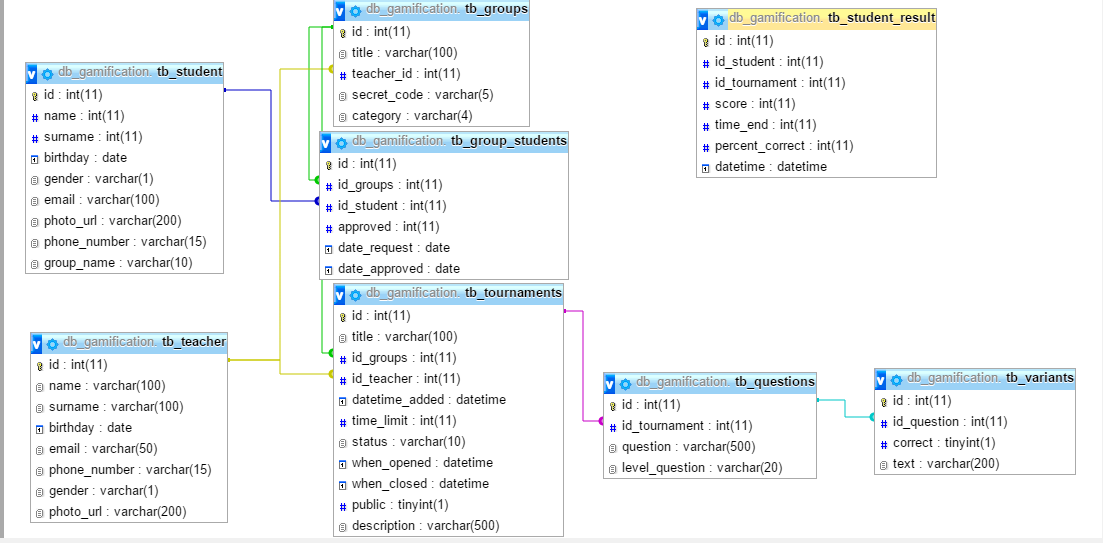 db_gamification. tb_groups
id : int(11)
title : varchar(100)
teacher_id : int(11)
secret_code : varchar(5)
category : varchar(4)
db_gamification. tb_student_result
id : int(11)
id_student : int(11)
id_tournament : int(11)
score : int(11)
time_end : int(11)
percent_correct : int(11)
datetime : datetime
db_gamification. tb_student
id : int(11)
name : int(11)
surname : int(11)
birthday : date
gender : varchar(1)
email : varchar(100)
photo_url : varchar(200)
phone_number : varchar(15)
group_name : varchar(10)
db_gamification. tb_group_students
id : int(11)
id_groups : int(11)
id_student : int(11)
approved : int(11)
date_request : date
date_approved : date
db_gamification. tb_teacher
id : int(11)
name : varchar(100)
surname : varchar(100)
birthday : date
email : varchar(50)
phone_number : varchar(15)
gender : varchar(1)
photo_url : varchar(200)
db_gamification. tb_tournaments
id : int(11)
title : varchar(100)
id_groups : int(11)
id_teacher : int(11)
datetime_added : datetime
time_limit : int(11)
status : varchar(10)
when_opened : datetime
when_closed : datetime
public : tinyint(1)
description : varchar(500)
db_gamification. tb_questions
id : int(11)
id_tournament : int(11)
question : varchar(500)
level_question : varchar(20)
db_gamification. tb_variants
id : int(11)
id_question : int(11)
correct : tinyint(1)
text : varchar(200)